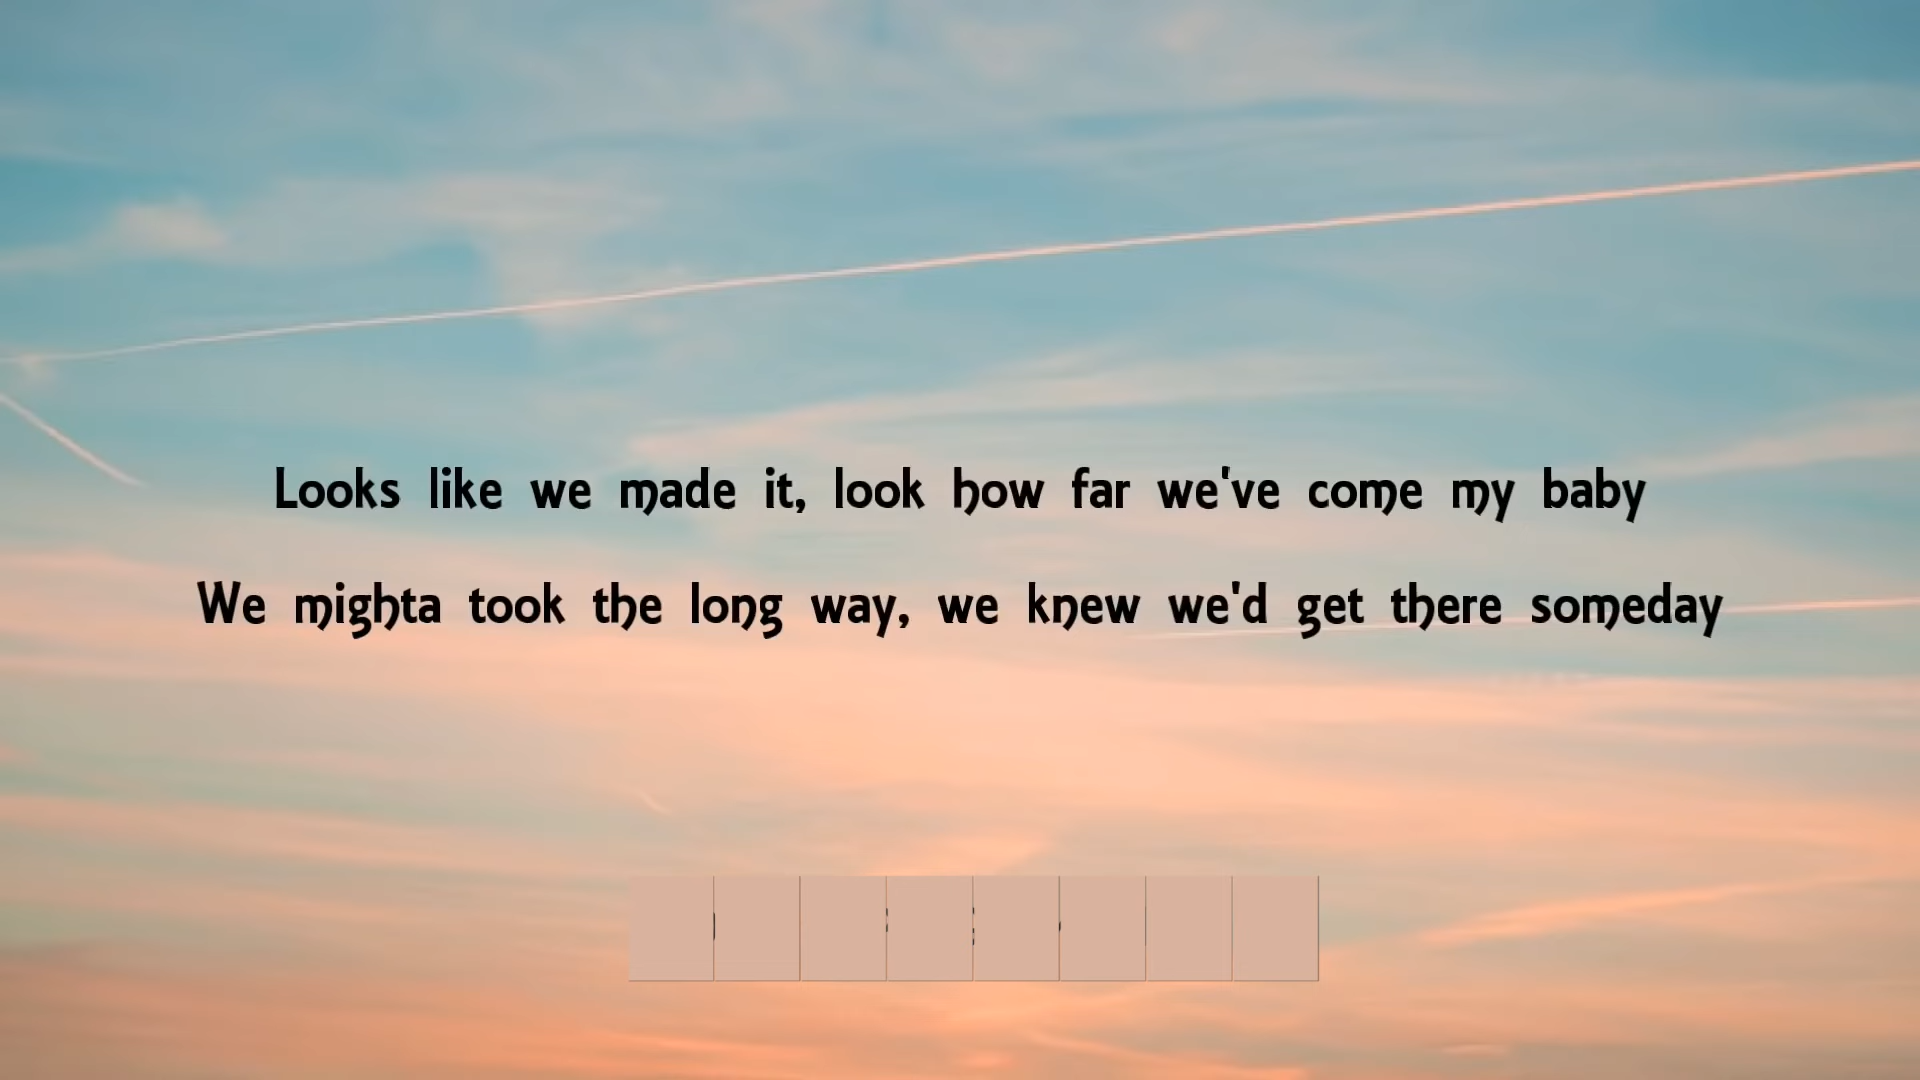 Looks like we made it, look how far we've come my baby
We mighta took the long way, we knew we'd get there someday